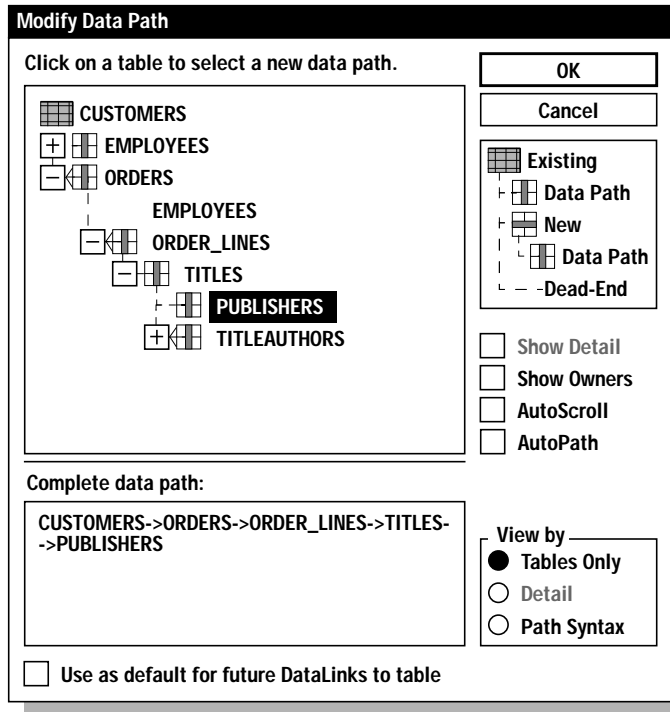 Modify Data Path
Click on a table to select a new data path.
CUSTOMERS
EMPLOYEES
ORDERS
EMPLOYEES
ORDER_LINES
TITLES
PUBLISHERS
TITLEAUTHORS
OK
Cancel
Existing
Data Path
New
Data Path
Dead-End
Show Detail
Show Owners
AutoScroll
AutoPath
Complete data path:
CUSTOMERS->ORDERS->ORDER_LINES->TITLES-
->PUBLISHERS
View by
Tables Only
Detail
Path Syntax
Use as default for future DataLinks to table